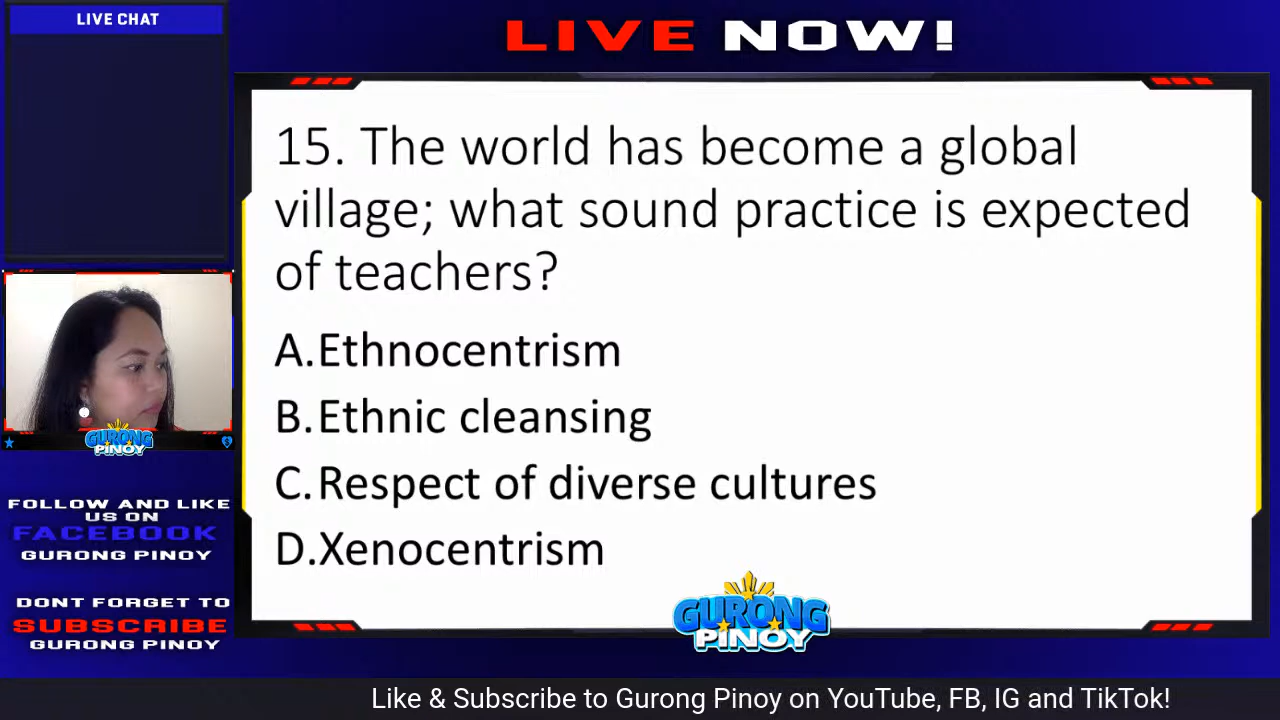 LIVE CHAT
LIVE NOW!
15. The world has become a global
village; what sound practice is expected
of teachers?
A. Ethnocentrism
B. Ethnic cleansing
C. Respect of diverse cultures
D. Xenocentrism
GURONG
PINOY
FOLLOW AND LIKE
US ON
FACEBOOK
GURONG PINOY
DONT FORGET TO
SUBSCRIBE
GURONG PINOY
GURONG
PINOY
Like & Subscribe to Gurong Pinoy on YouTube, FB, IG and TikTok!